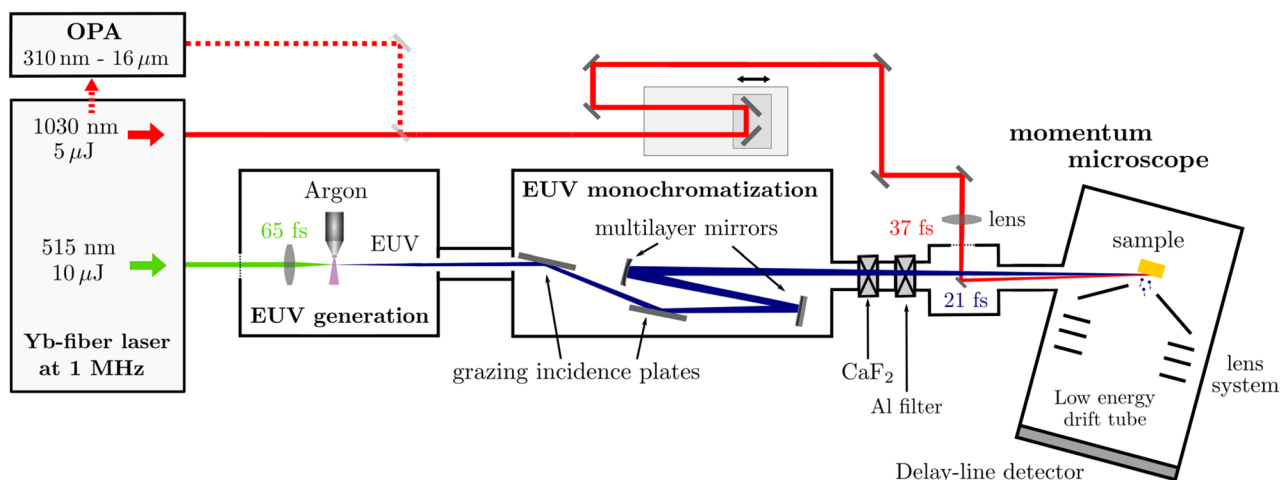 OPA
310 nm - 16 μm
1030 nm
5 μJ
515 nm
10 μJ
Yb-fiber laser
at 1 MHz
Argon
65 fs
EUV
EUV generation
EUV monochromatization
multilayer mirrors
grazing incidence plates
CaF₂
Al filter
37 fs
lens
21 fs
momentum
microscope
sample
lens
system
Low energy
drift tube
Delay-line detector